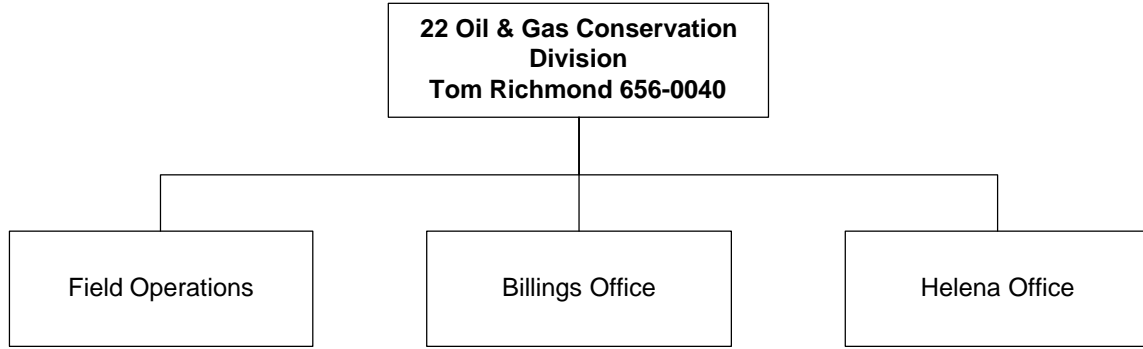 22 Oil & Gas Conservation
Division
Tom Richmond 656-0040
Field Operations
Billings Office
Helena Office